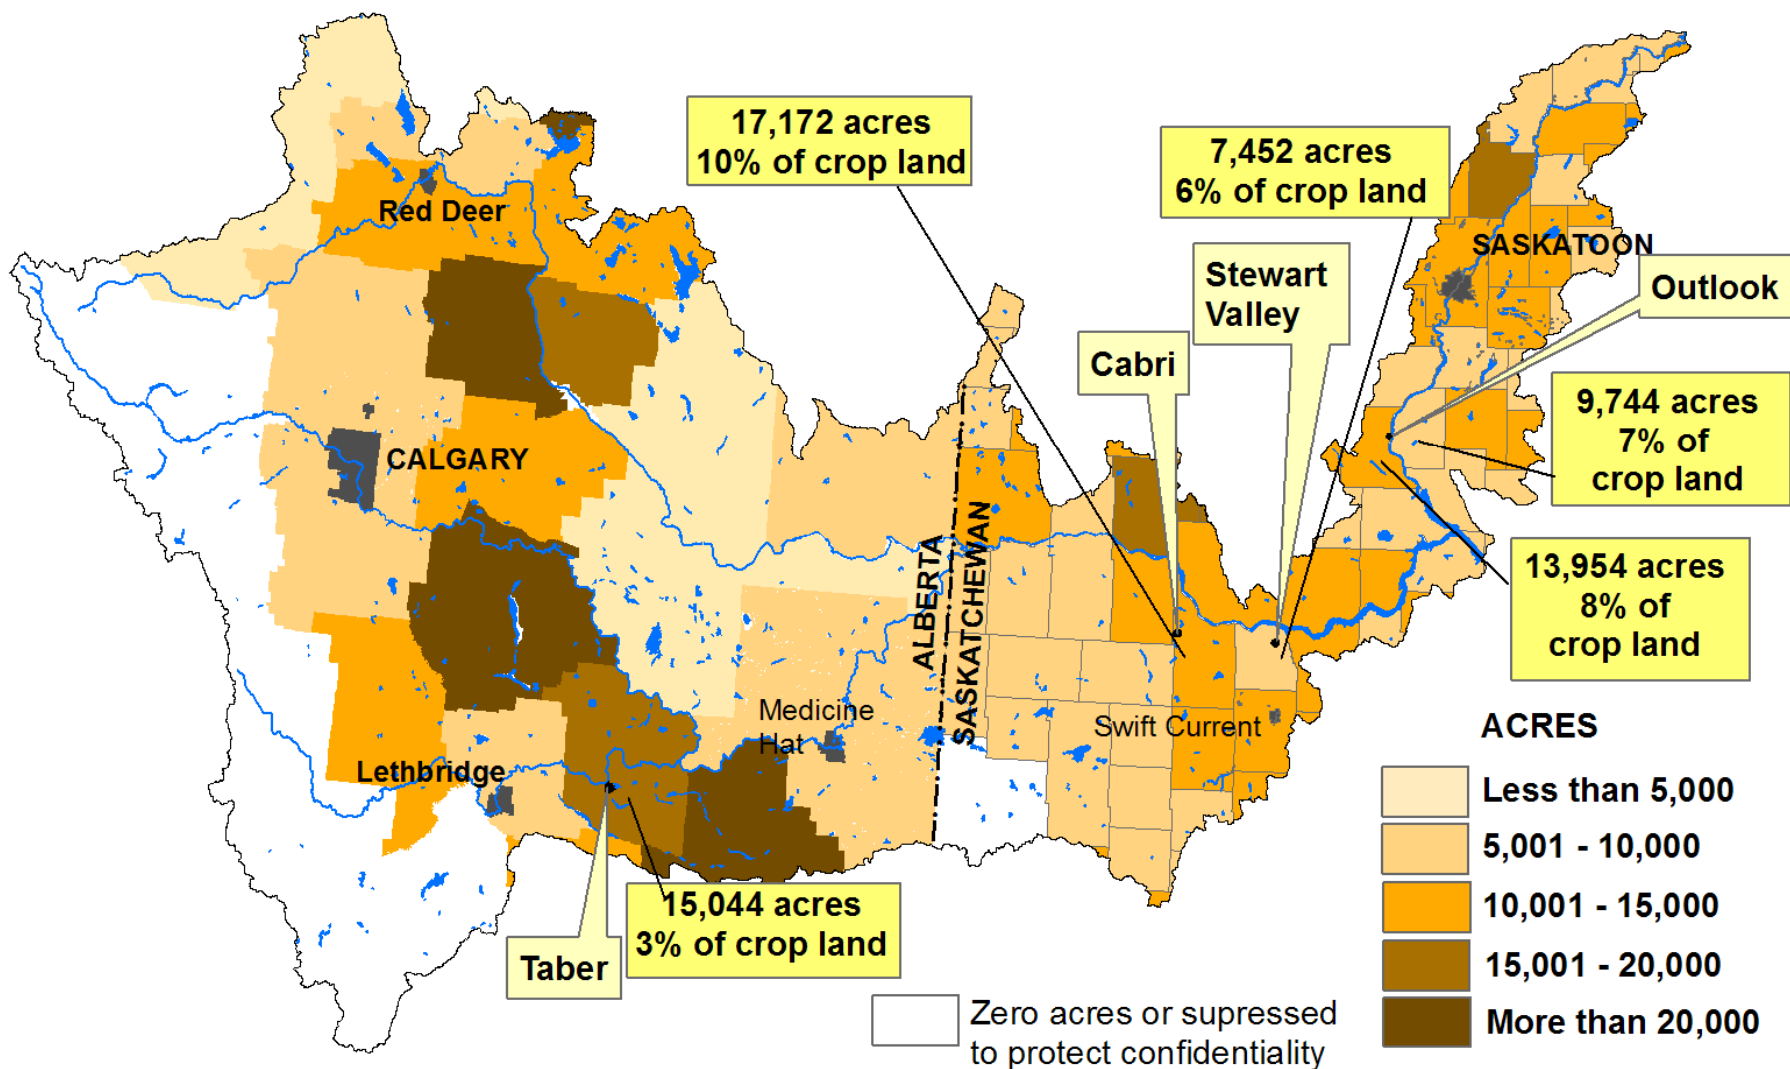 17,172 acres
10% of crop land
7,452 acres
6% of crop land
Red Deer
SASKATOON
Stewart
Valley
Outlook
Cabri
9,744 acres
7% of
crop land
CALGARY
ALBERTA
SASKATCHEWAN
13,954 acres
8% of
crop land
Medicine
Hat
Swift Current
Lethbridge
15,044 acres
3% of crop land
Taber
ACRES
Less than 5,000
5,001 - 10,000
10,001 - 15,000
15,001 - 20,000
More than 20,000
Zero acres or supressed
to protect confidentiality